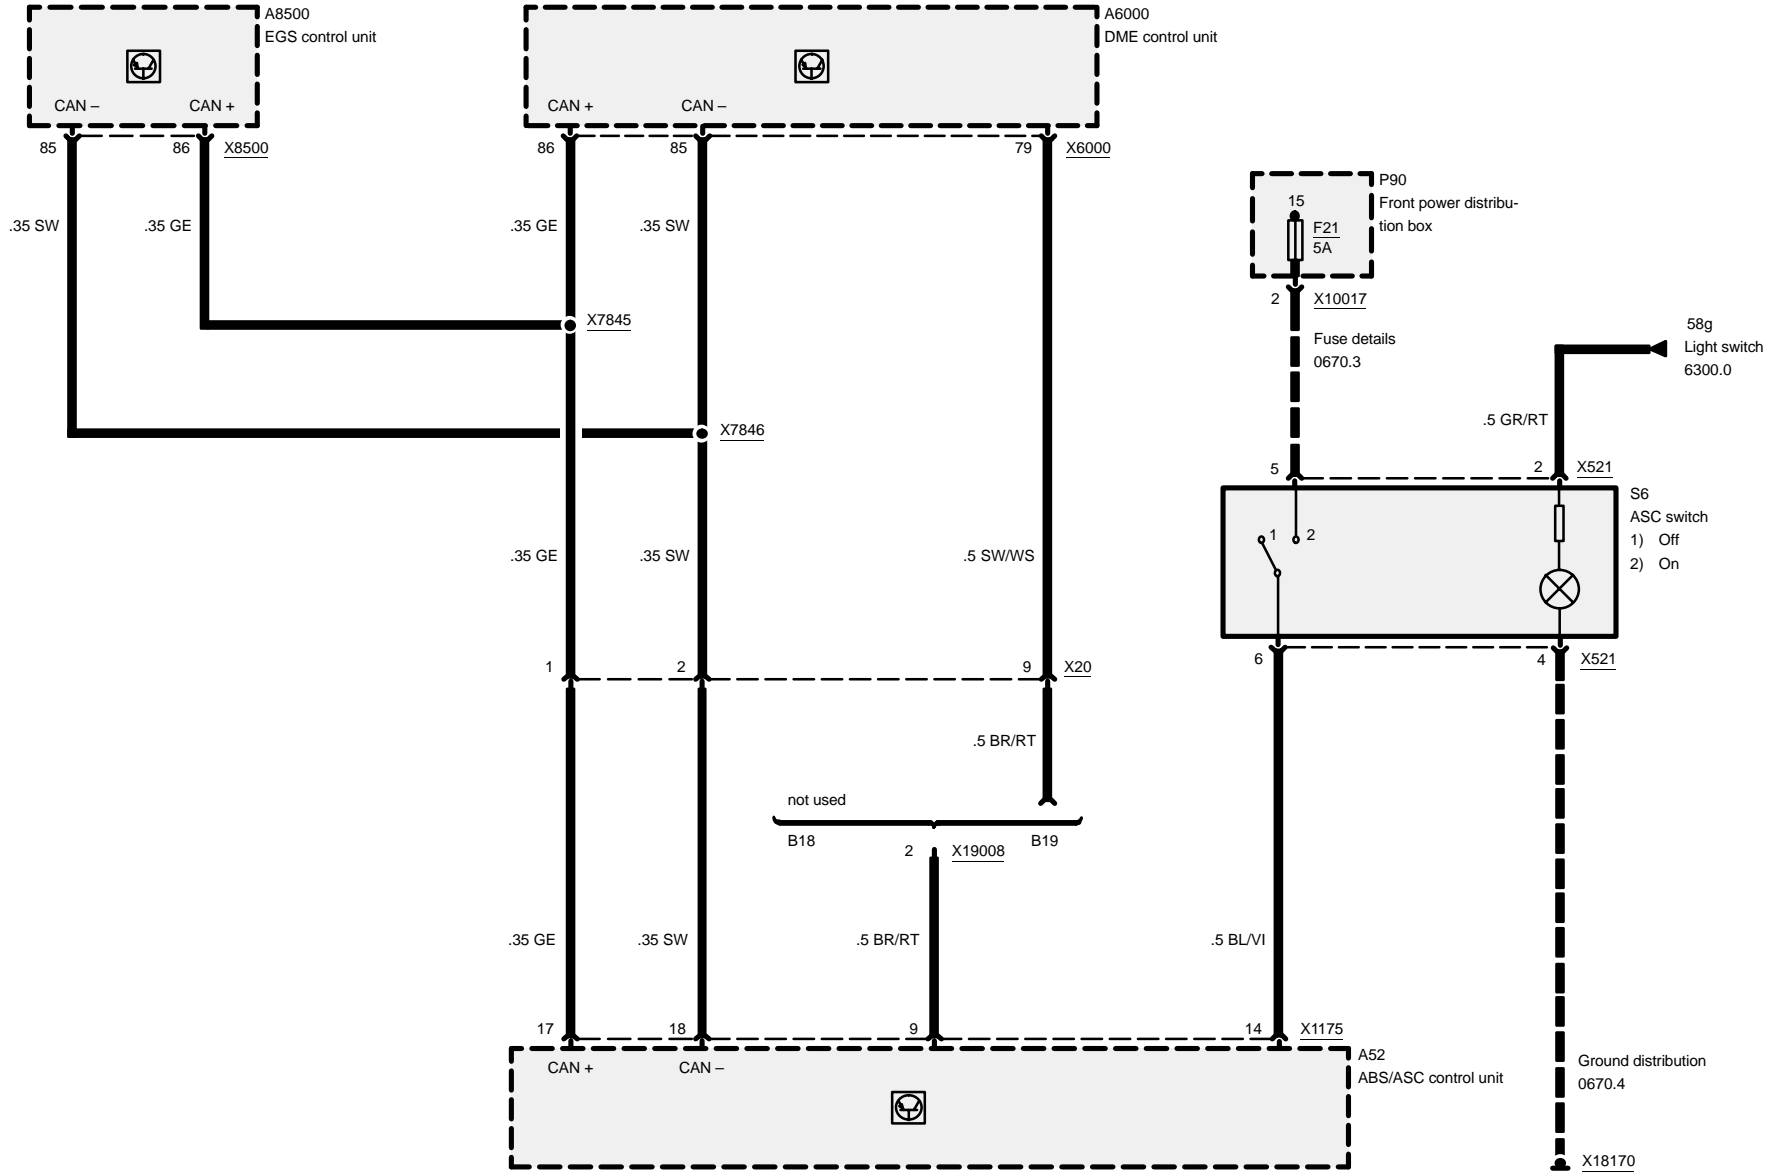 A8500
EGS control unit
A6000
DME control unit
CAN –
CAN +
CAN +
CAN –
85
86
X8500
86
85
79
X6000
P90
Front power distribu-
tion box
15
F21
5A
.35 SW
.35 GE
.35 GE
.35 SW
2
X10017
X7845
58g
Light switch
6300.0
Fuse details
0670.3
X7846
.5 GR/RT
5
2
X521
S6
ASC switch
1) Off
2) On
1
2
.35 GE
.35 SW
.5 SW/WS
1
2
9
X20
6
4
X521
.5 BR/RT
not used
B18
B19
2
X19008
.35 GE
.35 SW
.5 BR/RT
.5 BL/VI
17
18
9
14
X1175
A52
ABS/ASC control unit
CAN +
CAN –
Ground distribution
0670.4
X18170